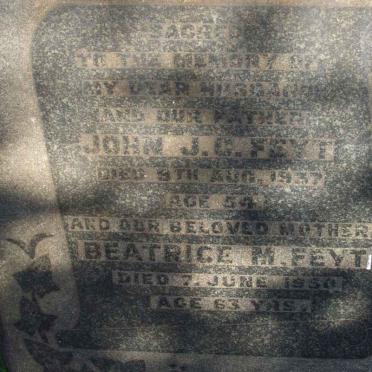 SACRED
TO THE MEMORY OF
MY DEAR HUSBAND
AND OUR FATHER
JOHN J.C. FEYT
DIED 9TH AUG. 1937
AGE 54
AND OUR BELOVED MOTHER
BEATRICE M. FEYT
DIED 7. JUNE 1950
AGE 63 YRS.